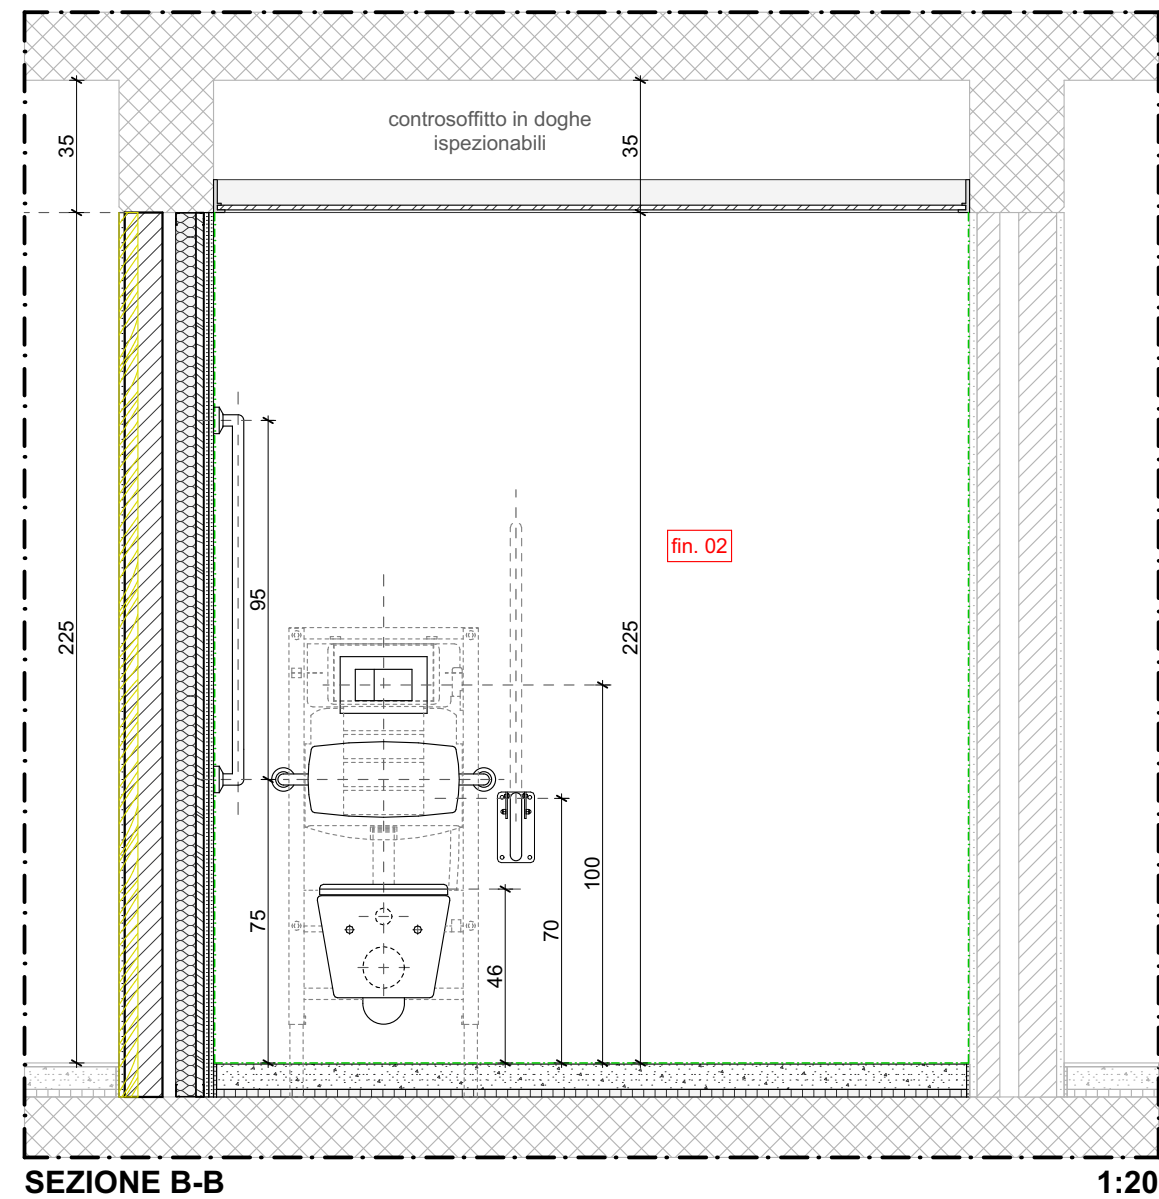 controsoffitto in doghe
ispezionabili
35
35
fin. 02
95
225
225
100
75
70
46
SEZIONE B-B
1:20